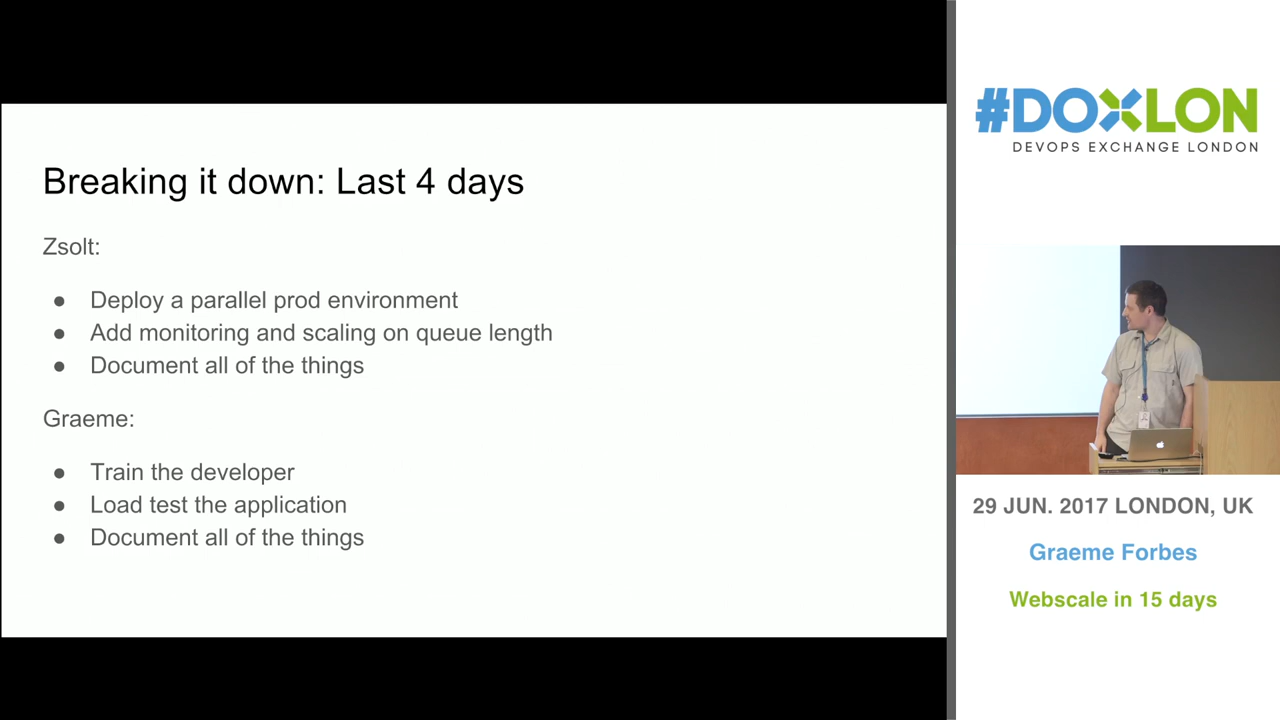 Breaking it down: Last 4 days
Zsolt:
● Deploy a parallel prod environment
● Add monitoring and scaling on queue length
● Document all of the things
Graeme:
● Train the developer
● Load test the application
● Document all of the things
#DOXLON
DEVOPS EXCHANGE LONDON
29 JUN. 2017 LONDON, UK
Graeme Forbes
Webscale in 15 days